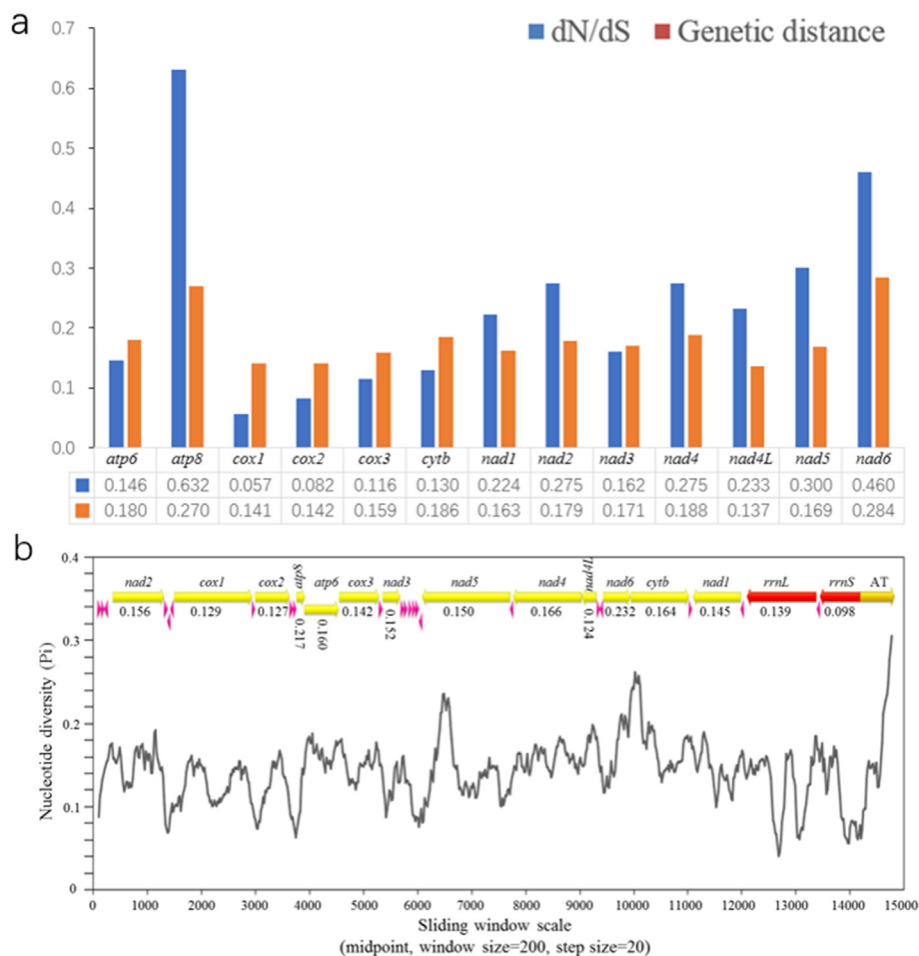 a
dN/dS Genetic distance
0.7
0.6
0.5
0.4
0.3
0.2
0.1
0.0
atp6 atp8 cox1 cox2 cox3 cytb nad1 nad2 nad3 nad4 nad4L nad5 nad6
0.146 0.632 0.057 0.082 0.116 0.130 0.224 0.275 0.162 0.275 0.233 0.300 0.460
0.180 0.270 0.141 0.142 0.159 0.186 0.163 0.179 0.171 0.188 0.137 0.169 0.284
b
0.4
nad2 cox1 cox2 atp8 atp6 cox3 nad3 nad5 nad4 nad4L nad6 cytb nad1 rrnL rrnS AT
0.156 0.129 0.127 0.217 0.160 0.142 0.152 0.150 0.166 0.124 0.232 0.164 0.145 0.139 0.098
0.3
0.2
0.1
0
Nucleotide diversity (Pi)
0 1000 2000 3000 4000 5000 6000 7000 8000 9000 10000 11000 12000 13000 14000 15000
Sliding window scale
(midpoint, window size=200, step size=20)